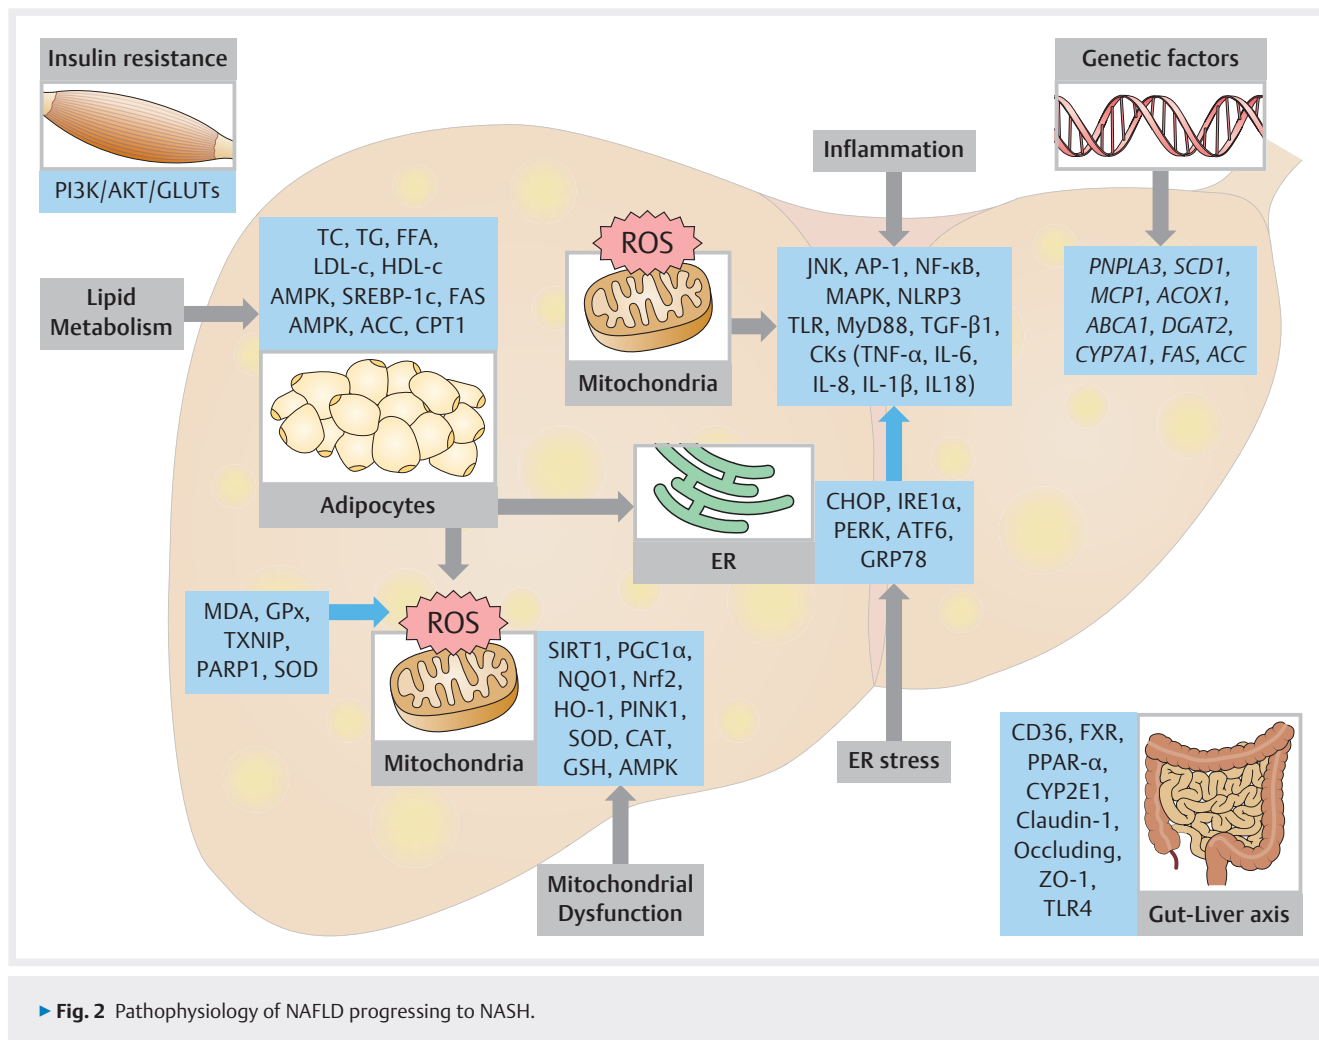 Insulin resistance
PI3K/AKT/GLUTs
Genetic factors
PNPLA3, SCD1,
MCP1, ACOX1,
ABCA1, DGAT2,
CYP7A1, FAS, ACC
Inflammation
JNK, AP-1, NF-κB,
MAPK, NLRP3
TLR, MyD88, TGF-β1,
CKs (TNF-α, IL-6,
IL-8, IL-1β, IL18)
ROS
Mitochondria
Lipid
Metabolism
TC, TG, FFA,
LDL-c, HDL-c
AMPK, SREBP-1c, FAS
AMPK, ACC, CPT1
Adipocytes
ER
CHOP, IRE1α,
PERK, ATF6,
GRP78
ER stress
MDA, GPx,
TXNIP,
PARP1, SOD
ROS
Mitochondria
SIRT1, PGC1α,
NQO1, Nrf2,
HO-1, PINK1,
SOD, CAT,
GSH, AMPK
Mitochondrial
Dysfunction
CD36, FXR,
PPAR-α,
CYP2E1,
Claudin-1,
Occluding,
ZO-1,
TLR4
Gut-Liver axis
▶ Fig. 2 Pathophysiology of NAFLD progressing to NASH.